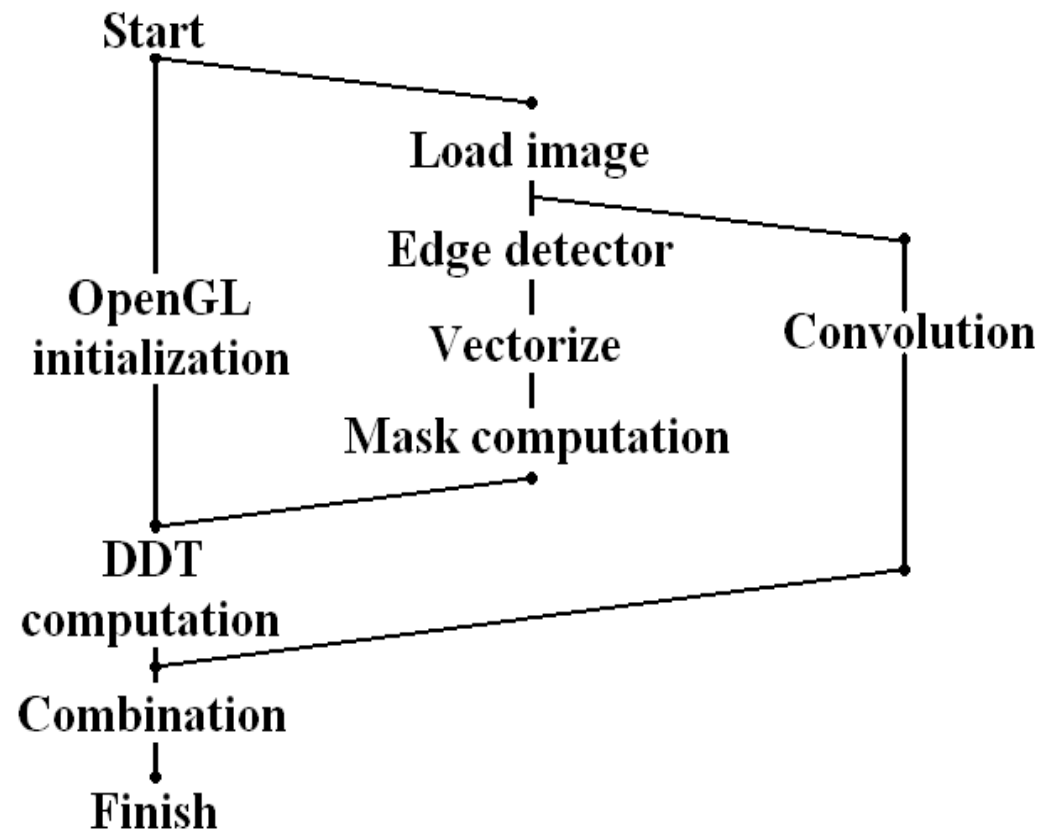 Start
Load image
Edge detector
OpenGL
initialization
Vectorize
Convolution
Mask computation
DDT
computation
Combination
Finish